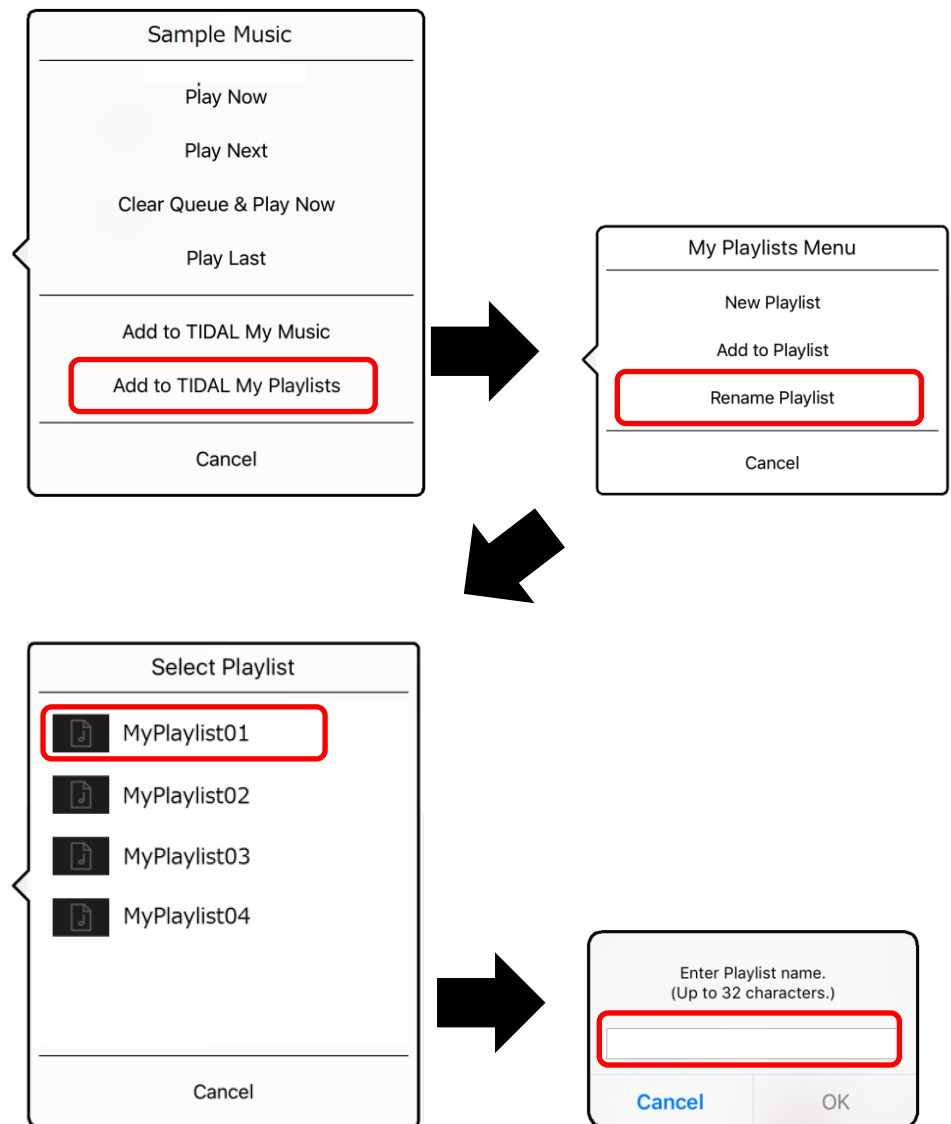 Sample Music
Play Now
Play Next
Clear Queue & Play Now
Play Last
Add to TIDAL My Music
Add to TIDAL My Playlists
Cancel
My Playlists Menu
New Playlist
Add to Playlist
Rename Playlist
Cancel
Select Playlist
MyPlaylist01
MyPlaylist02
MyPlaylist03
MyPlaylist04
Cancel
Enter Playlist name.
(Up to 32 characters.)
Cancel OK